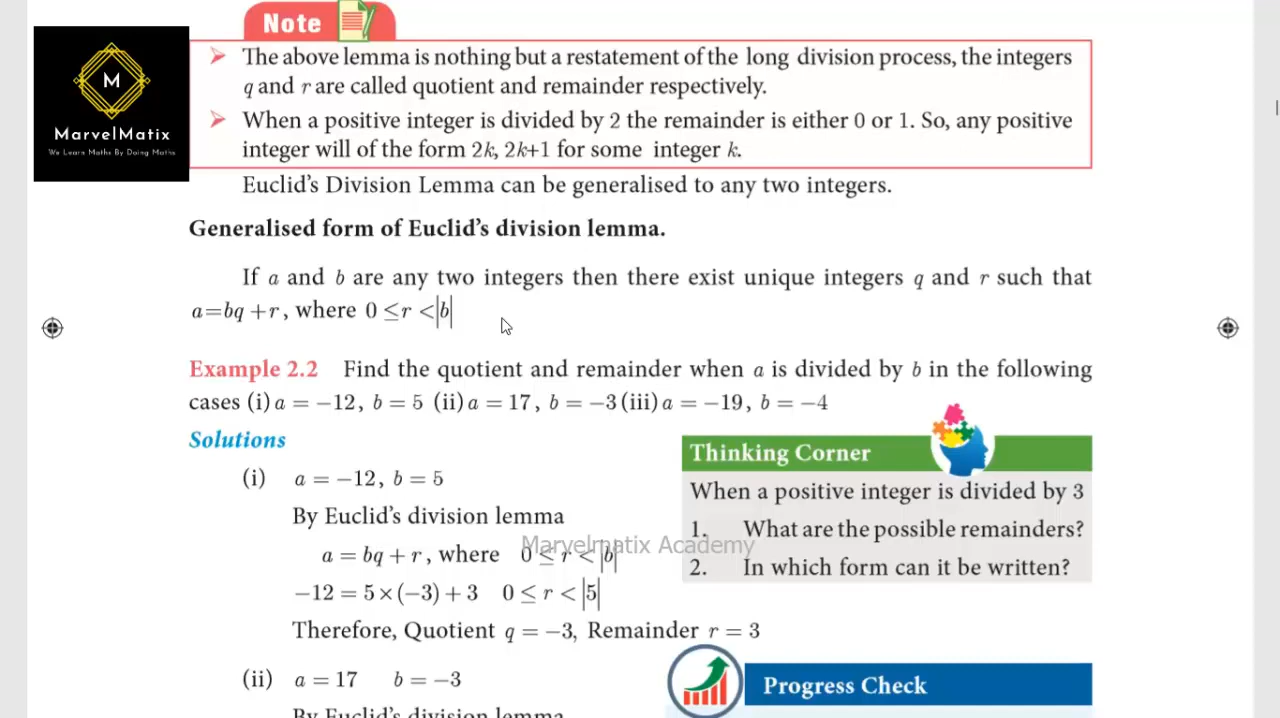 Note
M
MarvelMatix
We Learn Maths By Doing Maths
The above lemma is nothing but a restatement of the long division process, the integers
q and r are called quotient and remainder respectively.
When a positive integer is divided by 2 the remainder is either 0 or 1. So, any positive
integer will of the form 2k, 2k+1 for some integer k.
Euclid's Division Lemma can be generalised to any two integers.
Generalised form of Euclid's division lemma.
If a and b are any two integers then there exist unique integers q and r such that
a=bq +r, where 0 ≤r <|b|
Example 2.2 Find the quotient and remainder when a is divided by b in the following
cases (i) a = −12, b = 5 (ii) a = 17, b = −3 (iii) a = −19, b = −4
Solutions
(i) a = −12, b = 5
By Euclid's division lemma
a = bq + r, where 0 ≤ r < |b|
−12 = 5×(−3) + 3 0 ≤ r < |5|
Therefore, Quotient q = −3, Remainder r = 3
(ii) a = 17 b = −3
By Euclid's division lemma
Thinking Corner
When a positive integer is divided by 3
1. What are the possible remainders?
2. In which form can it be written?
Marvelmatix Academy
Progress Check